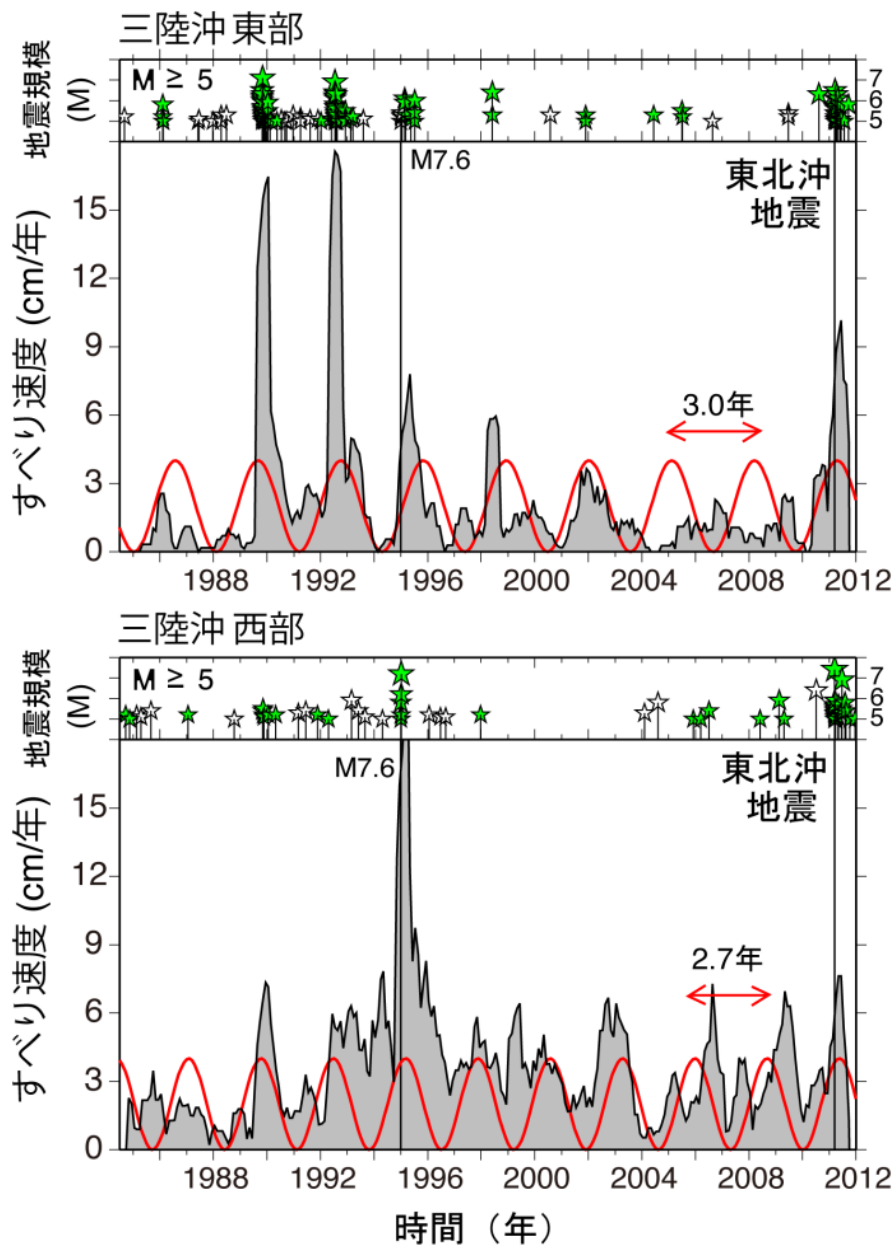 三陸沖 東部
地震規模
(M)
M ≥ 5
7
6
5
M7.6
東北沖
地震
すべり速度 (cm/年)
15
12
9
6
3
0
3.0年
1988 1992 1996 2000 2004 2008 2012
三陸沖 西部
地震規模
(M)
M ≥ 5
7
6
5
M7.6
東北沖
地震
すべり速度 (cm/年)
15
12
9
6
3
0
2.7年
1988 1992 1996 2000 2004 2008 2012
時間（年）